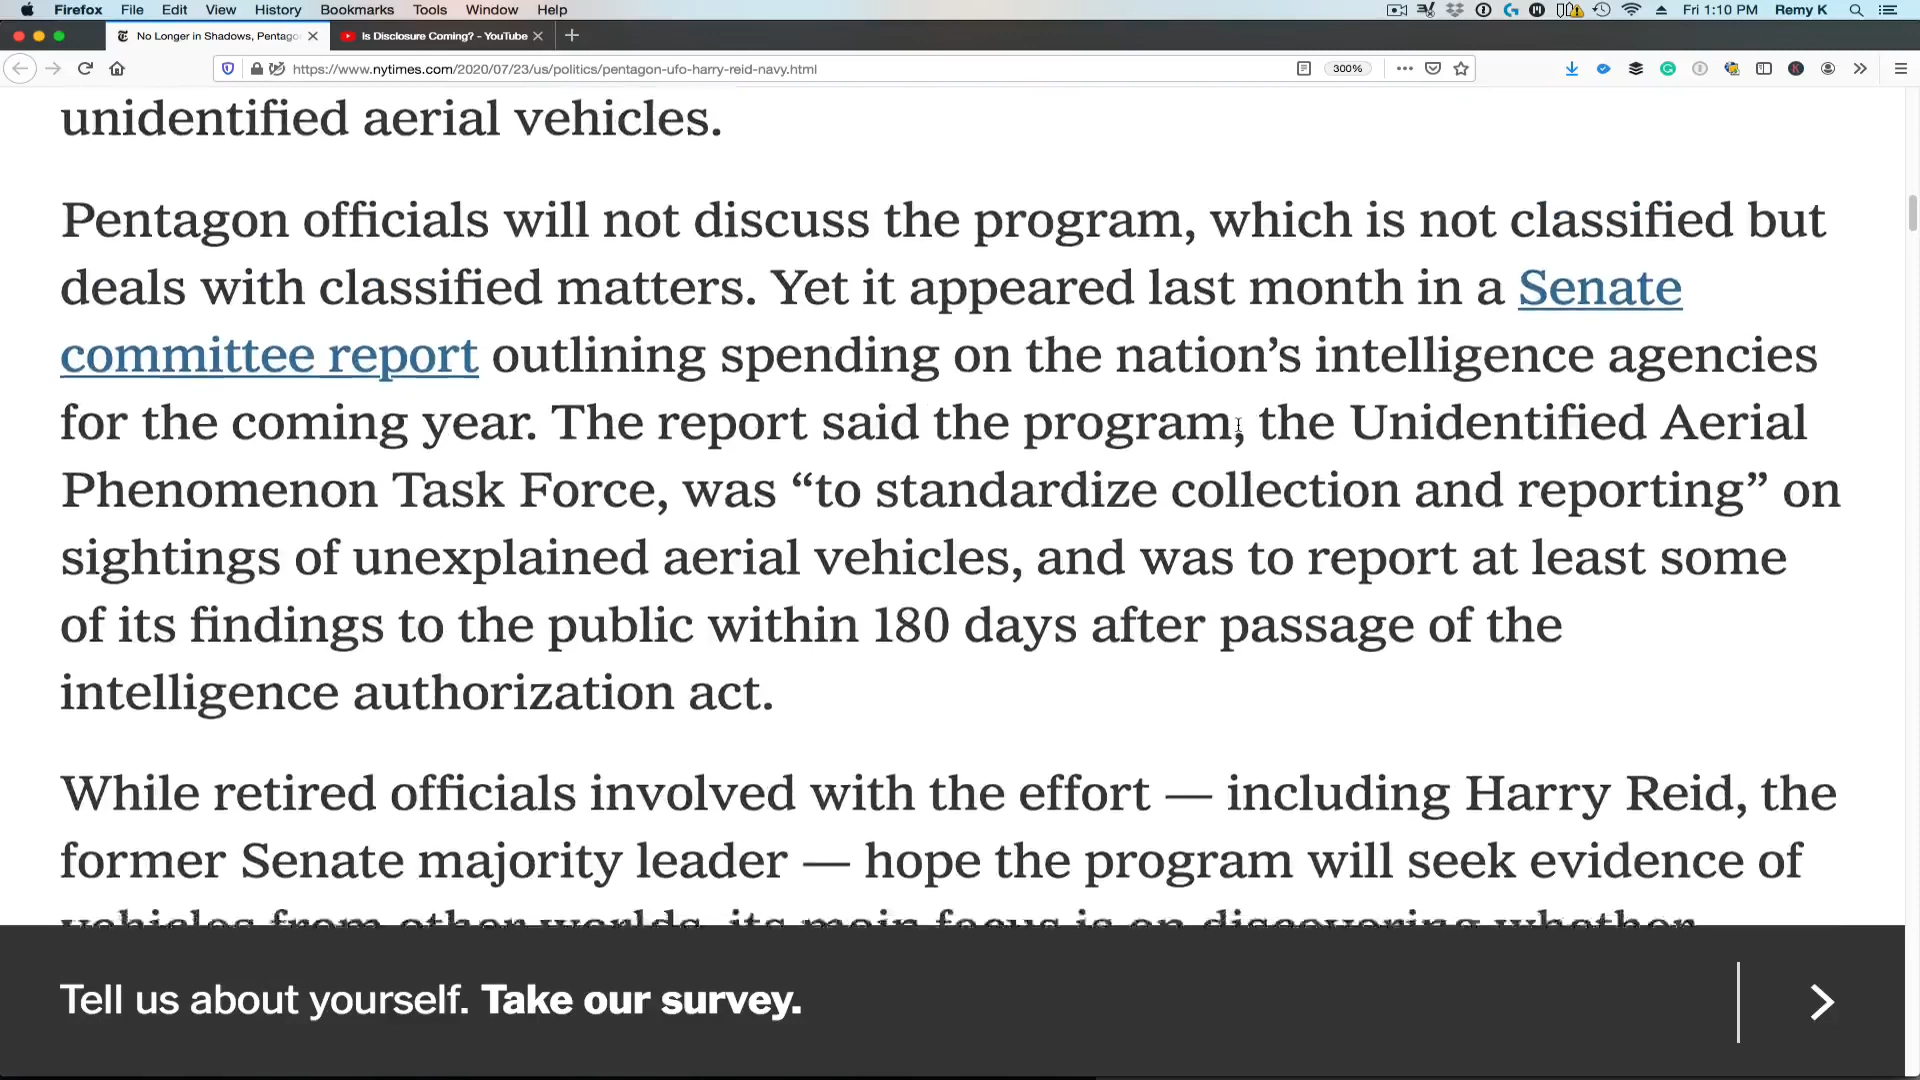 Firefox File Edit View History Bookmarks Tools Window Help Fri 1:10 PM Remy K
No Longer in Shadows, Pentago Is Disclosure Coming? - YouTube
https://www.nytimes.com/2020/07/23/us/politics/pentagon-ufo-harry-reid-navy.html 300%
unidentified aerial vehicles.
Pentagon officials will not discuss the program, which is not classified but
deals with classified matters. Yet it appeared last month in a Senate
committee report outlining spending on the nation’s intelligence agencies
for the coming year. The report said the program, the Unidentified Aerial
Phenomenon Task Force, was “to standardize collection and reporting” on
sightings of unexplained aerial vehicles, and was to report at least some
of its findings to the public within 180 days after passage of the
intelligence authorization act.
While retired officials involved with the effort — including Harry Reid, the
former Senate majority leader — hope the program will seek evidence of
vehicles from other worlds, its main focus is on discovering whether
Tell us about yourself. Take our survey.